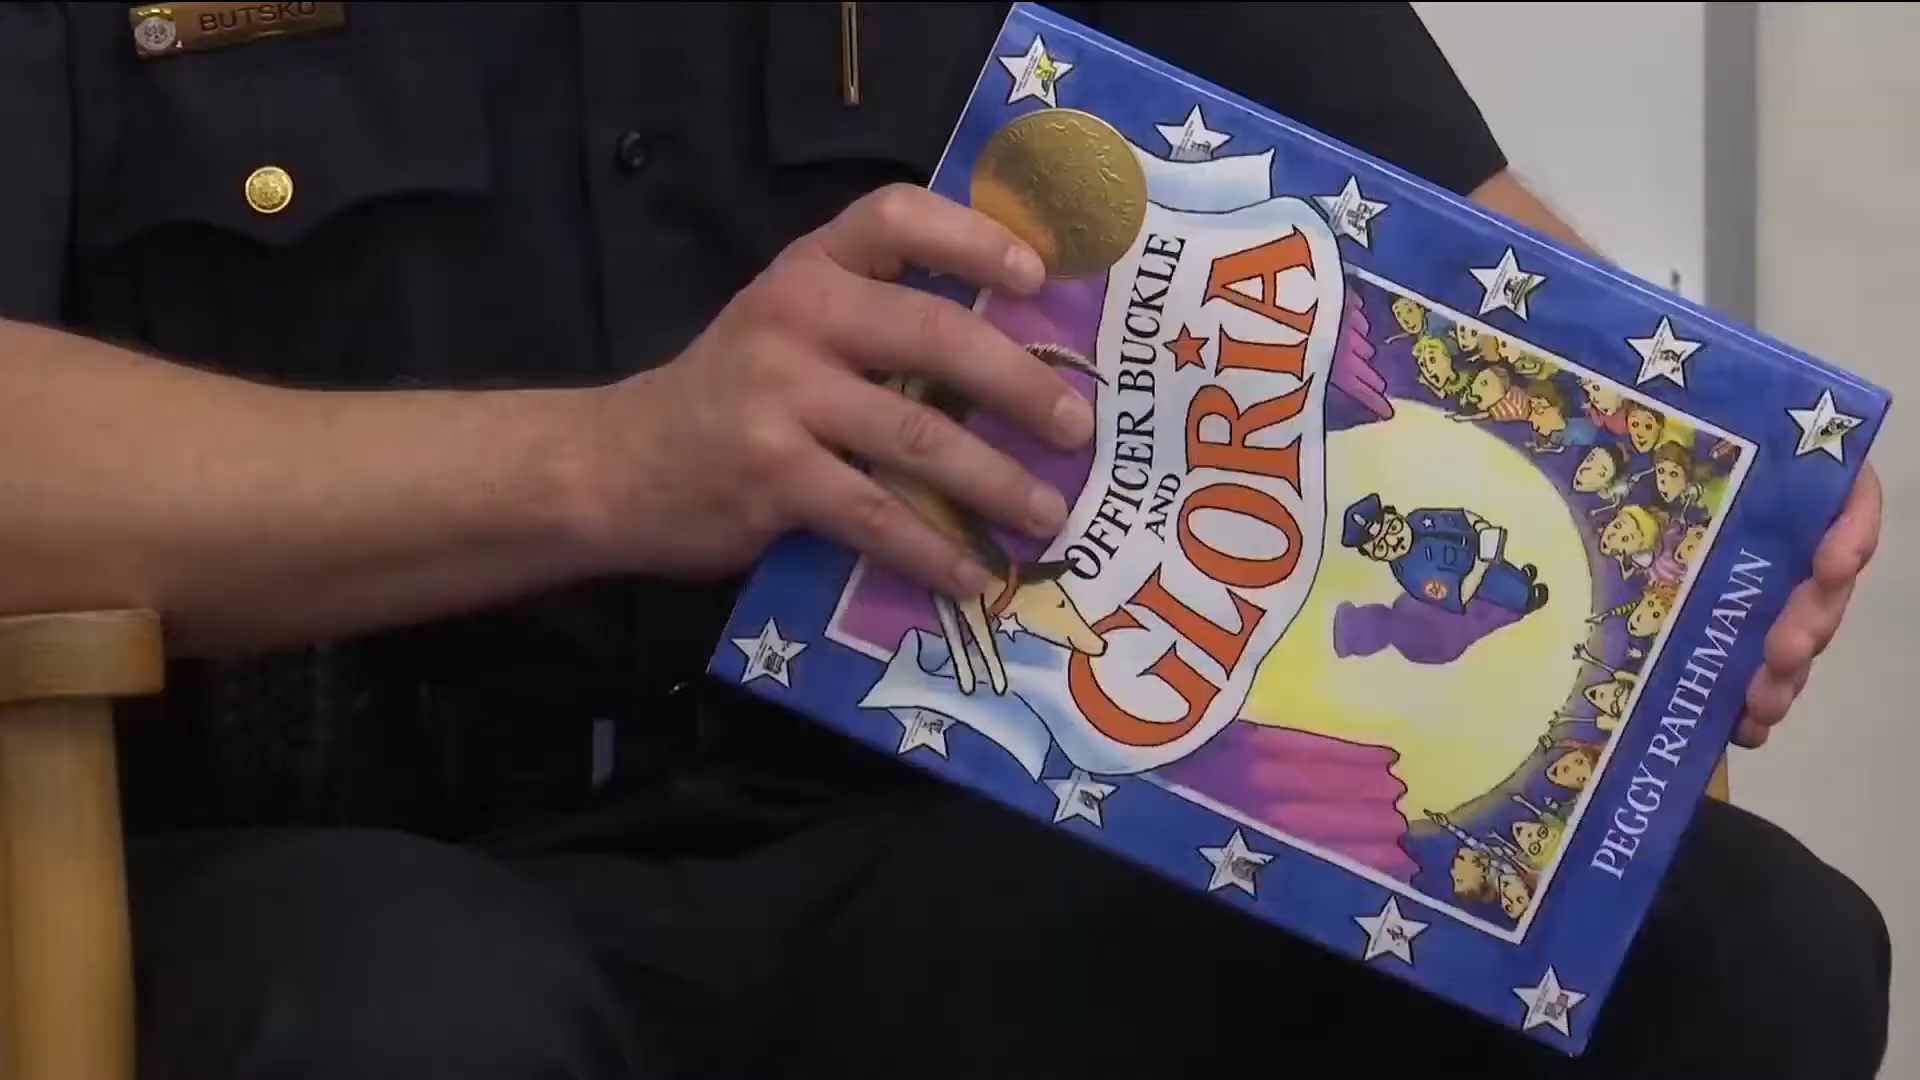 BUTSKO
OFFICER BUCKLE
AND
GLORIA
PEGGY RATHMANN